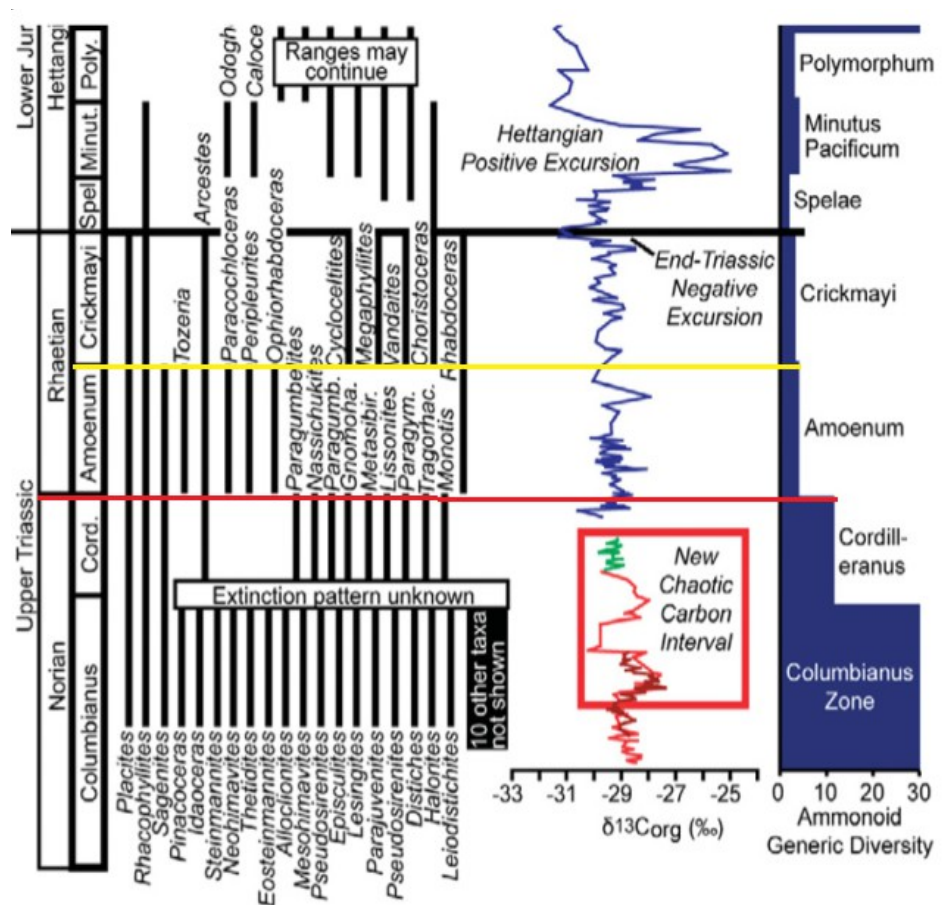 Lower Jur
Hettangi
Poly.
Minut.
Spel
Upper Triassic
Rhaetian
Crickmayi
Amoenum
Norian
Cord.
Columbianus
Ranges may
continue
Odogh
Caloce
Arcestes
Tozeria
Paracochloceras
Peripleurites
Ophiorhabdoceras
Cycloceltites
Megaphyllites
Vandaites
Choristoceras
Rhabdoceras
Paragumbelites
Nassichukites
Paragumb.
Gnomoha.
Metasibir.
Lissonites
Paragym.
Tragorhac.
Monotis
Extinction pattern unknown
10 other taxa
not shown
Placites
Rhacophyllites
Sagenites
Pinacoceras
Idaoceras
Steinmannites
Neohimavites
Thetidites
Eosteinmannites
Alloclionites
Mesohimavites
Pseudosirenites
Episculites
Lesingites
Parajuvenites
Pseudosirenites
Distiches
Halorites
Leiodistichites
Hettangian
Positive Excursion
End-Triassic
Negative
Excursion
New
Chaotic
Carbon
Interval
-33 -31 -29 -27 -25
δ13Corg (‰)
Polymorphum
Minutus
Pacificum
Spelae
Crickmayi
Amoenum
Cordill-
eranus
Columbianus
Zone
0 10 20 30
Ammonoid
Generic Diversity